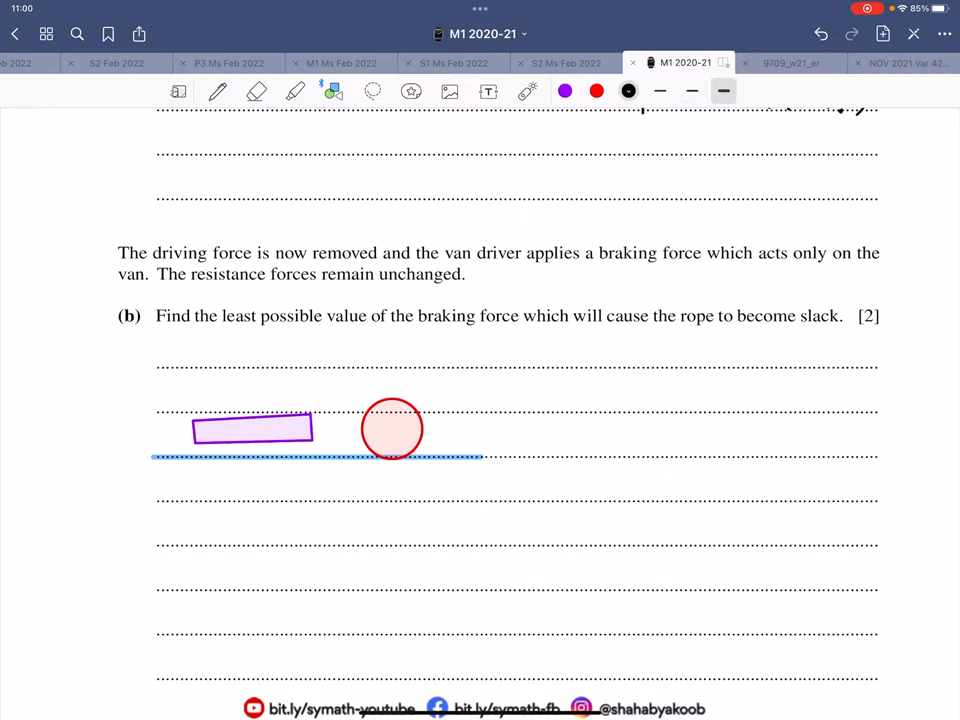 11:00
85%
M1 2020-21
b 2022
S2 Feb 2022
P3 Ms Feb 2022
M1 Ms Feb 2022
S1 Ms Feb 2022
S2 Ms Feb 2022
M1 2020-21
9709_w21_er
NOV 2021 Var 42...
The driving force is now removed and the van driver applies a braking force which acts only on the
van. The resistance forces remain unchanged.
(b) Find the least possible value of the braking force which will cause the rope to become slack. [2]
bit.ly/symath-youtube bit.ly/symath-fb @shahabyakoob